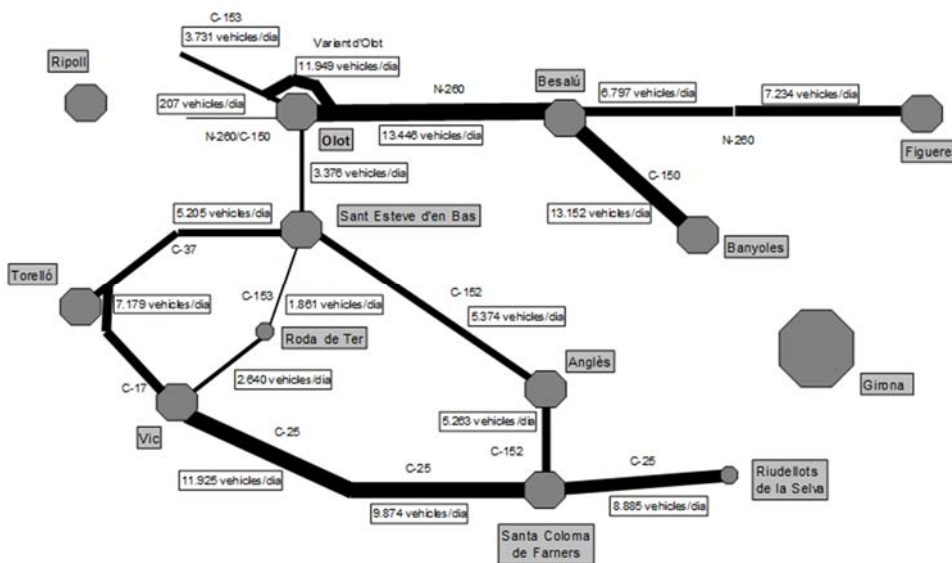 C-153
3.731 vehicles/dia
Variant d'Olot
11.949 vehicles/dia
Ripoll
Besalú
N-260
6.797 vehicles/dia
7.234 vehicles/dia
207 vehicles/dia
N-260/C-150
Olot
13.446 vehicles/dia
N-260
Figuere
3.376 vehicles/dia
C-150
5.205 vehicles/dia
Sant Esteve d'en Bas
13.152 vehicles/dia
Banyoles
C-37
Torelló
7.179 vehicles/dia
C-153
1.861 vehicles/dia
C-152
5.374 vehicles/dia
Roda de Ter
Anglès
2.640 vehicles/dia
Girona
C-17
5.263 vehicles/dia
Vic
C-25
C-152
C-25
C-25
Riudellots
de la Selva
11.925 vehicles/dia
9.874 vehicles/dia
8.885 vehicles/dia
Santa Coloma
de Farners